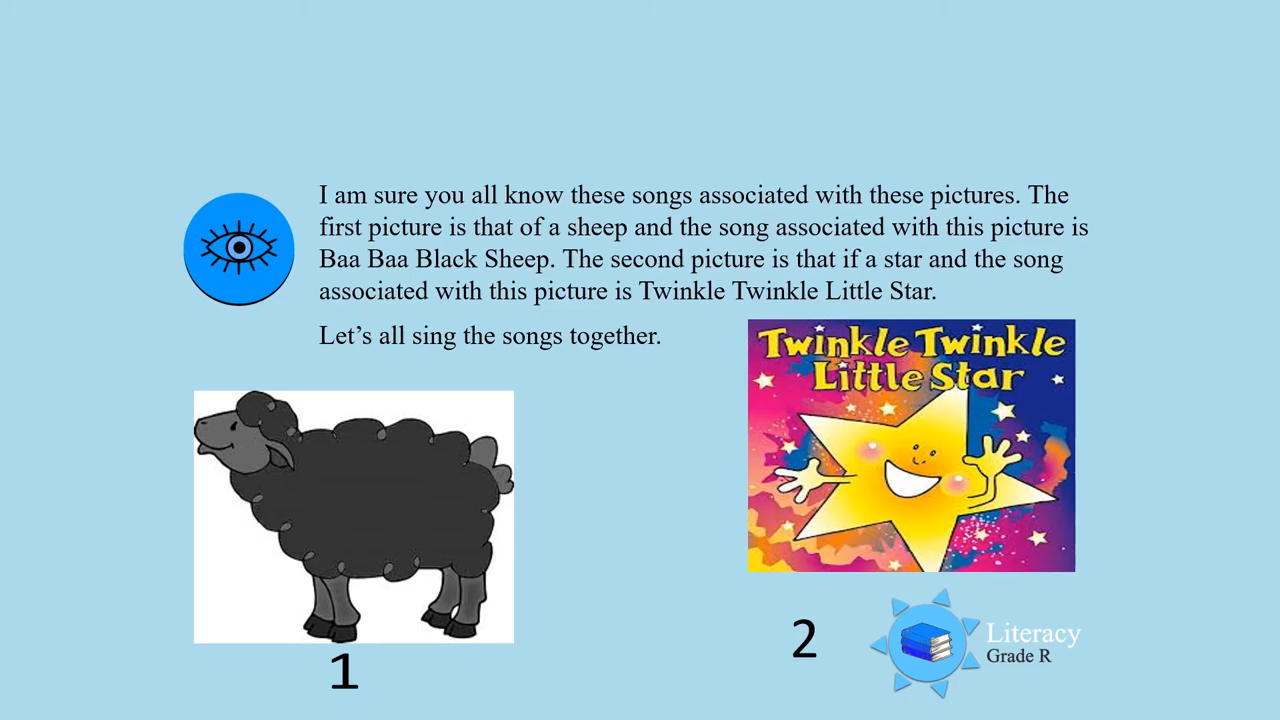 I am sure you all know these songs associated with these pictures. The
first picture is that of a sheep and the song associated with this picture is
Baa Baa Black Sheep. The second picture is that if a star and the song
associated with this picture is Twinkle Twinkle Little Star.
Let’s all sing the songs together.
Twinkle Twinkle
Little Star
1
2
Literacy
Grade R